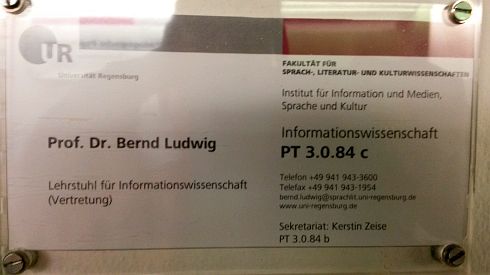 UR
Universität Regensburg
FAKULTÄT FÜR
SPRACH-, LITERATUR- UND KULTURWISSENSCHAFTEN
Institut für Information und Medien,
Sprache und Kultur
Prof. Dr. Bernd Ludwig
Informationswissenschaft
PT 3.0.84 c
Lehrstuhl für Informationswissenschaft
(Vertretung)
Telefon +49 941 943-3600
Telefax +49 941 943-1954
bernd.ludwig@sprachlit.uni-regensburg.de
www.uni-regensburg.de
Sekretariat: Kerstin Zeise
PT 3.0.84 b